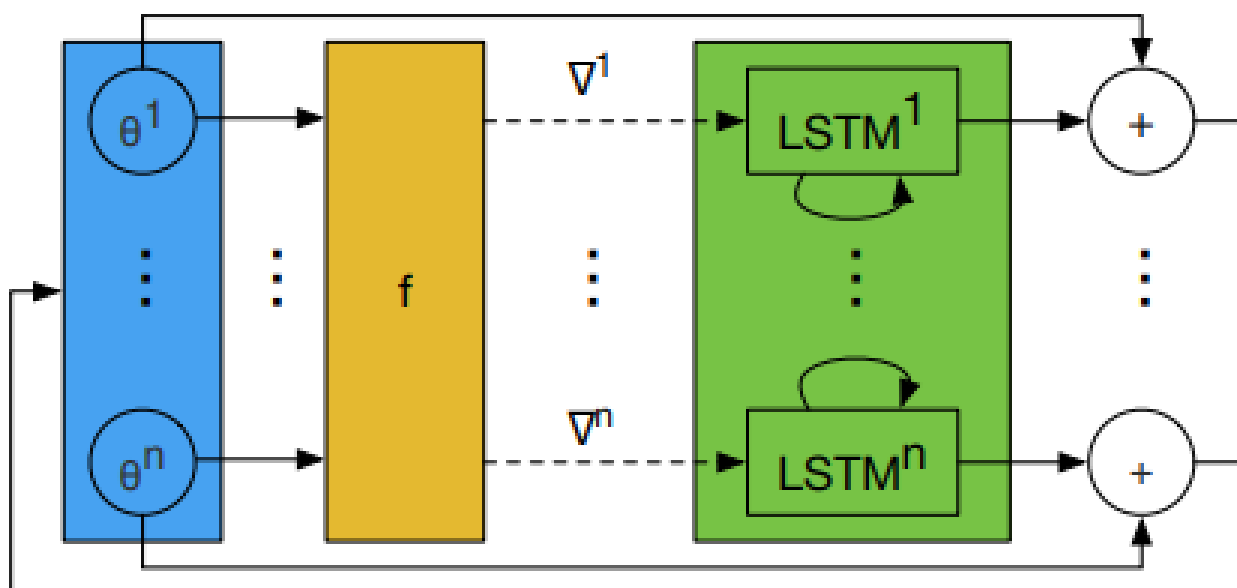 ∇¹
θ¹
LSTM¹
+
⋮
⋮
f
⋮
⋮
⋮
∇ⁿ
θⁿ
LSTMⁿ
+